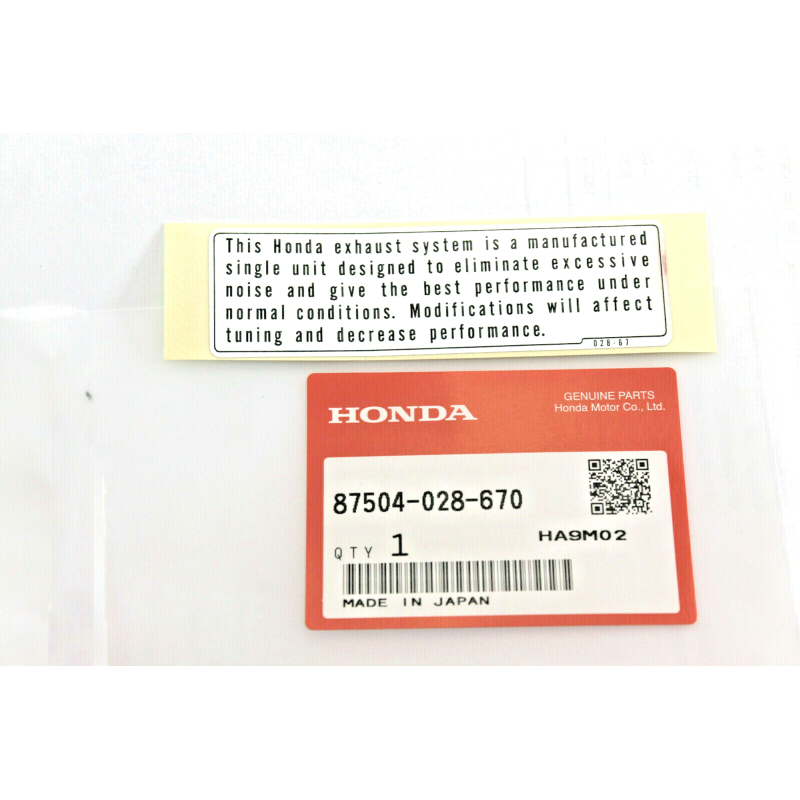 This Honda exhaust system is a manufactured
single unit designed to eliminate excessive
noise and give the best performance under
normal conditions. Modifications will affect
tuning and decrease performance.
028-67
HONDA
GENUINE PARTS
Honda Motor Co., Ltd.
87504-028-670
HA9M02
QTY 1
MADE IN JAPAN